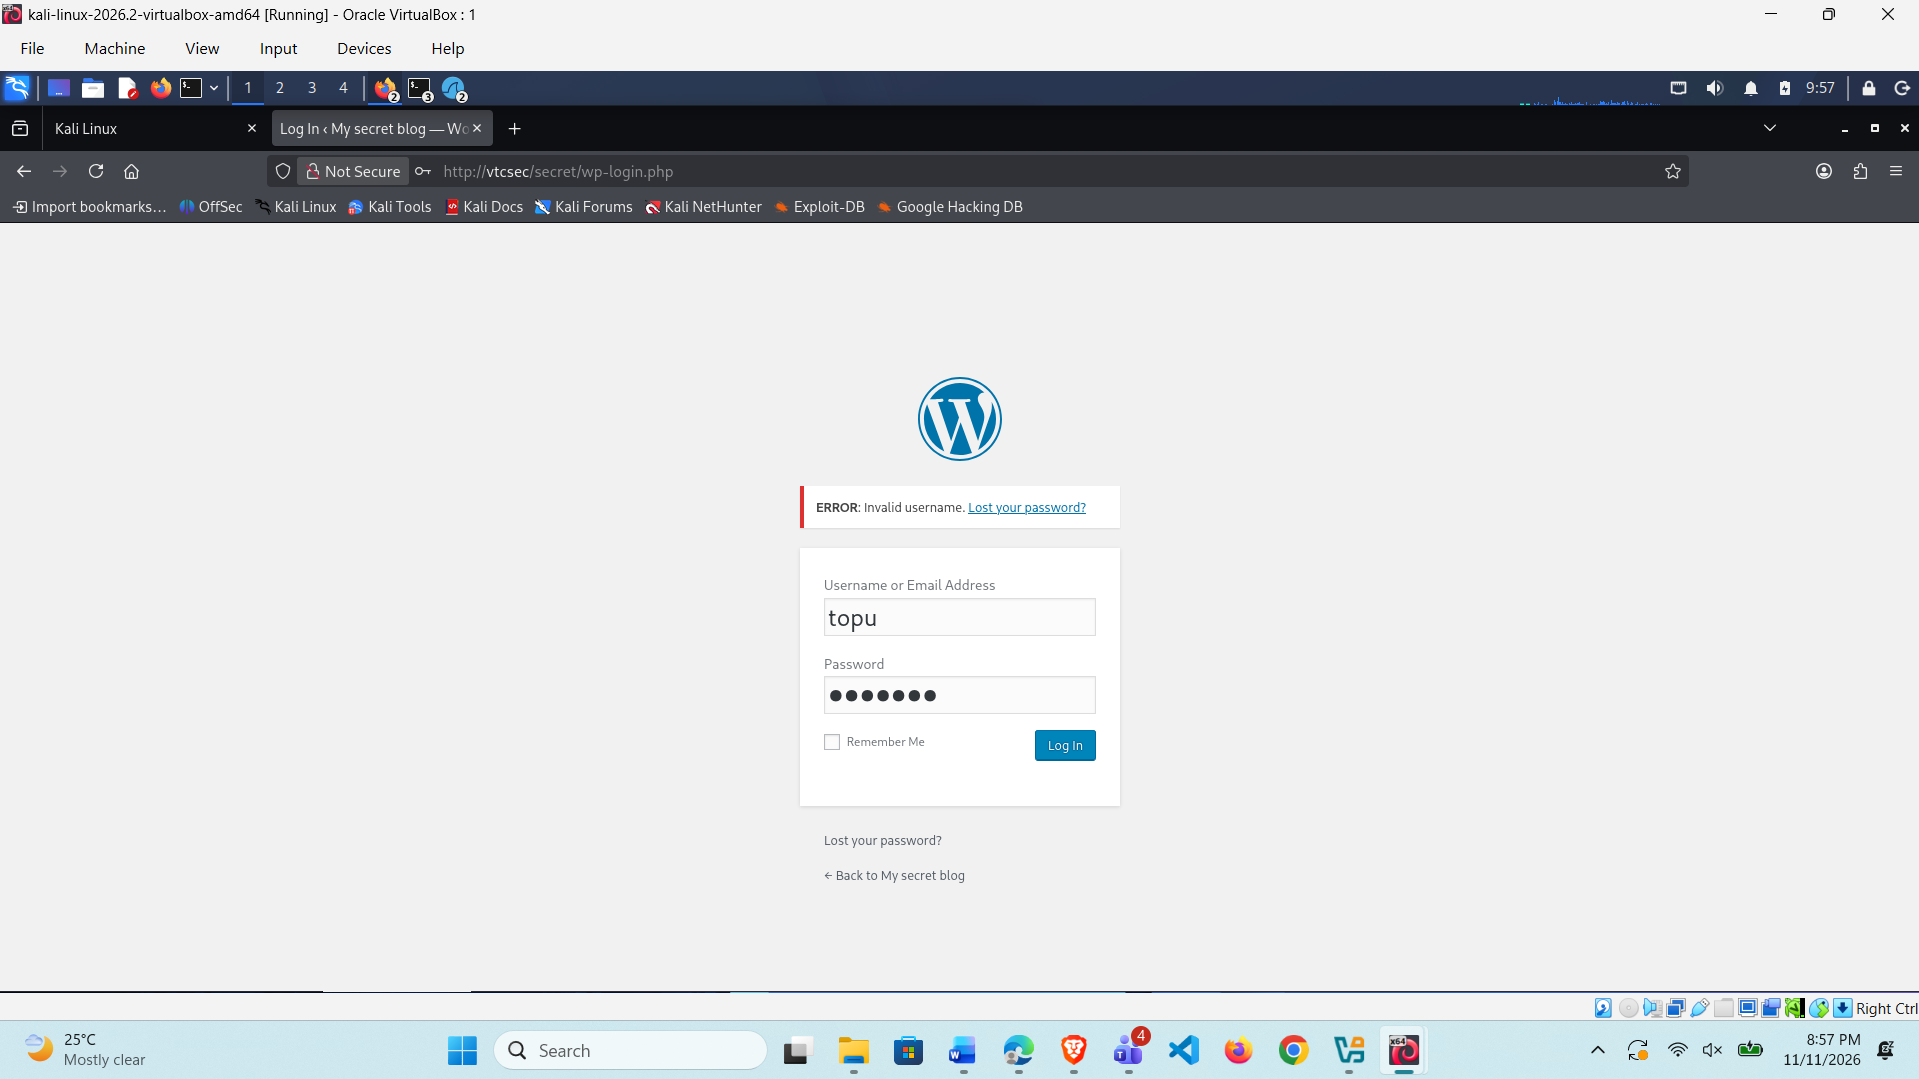 kali-linux-2026.2-virtualbox-amd64 [Running] - Oracle VirtualBox : 1
File Machine View Input Devices Help
1 2 3 4 2 3 2 9:57
Kali Linux Log In ‹ My secret blog — Wo
Not Secure http://vtcsec/secret/wp-login.php
Import bookmarks… OffSec Kali Linux Kali Tools Kali Docs Kali Forums Kali NetHunter Exploit-DB Google Hacking DB
ERROR: Invalid username. Lost your password?
Username or Email Address
topu
Password
●●●●●●●
Remember Me Log In
Lost your password?
← Back to My secret blog
Right Ctrl
25°C
Mostly clear
Search
4
8:57 PM
11/11/2026